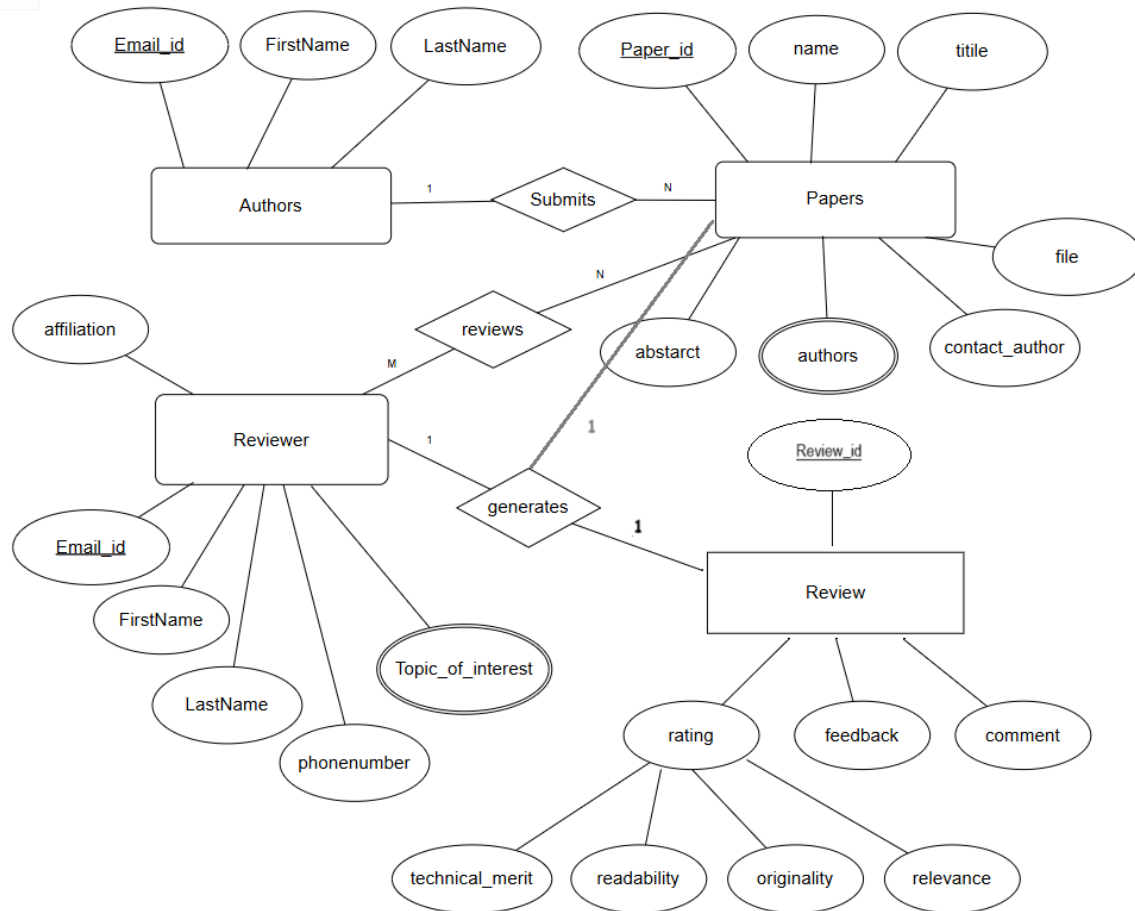 Email_id
FirstName
LastName
Paper_id
name
titile
Authors
1
Submits
N
Papers
file
affiliation
N
reviews
M
abstarct
authors
contact_author
Reviewer
1
1
Review_id
generates
1
Email_id
FirstName
Review
Topic_of_interest
LastName
phonenumber
rating
feedback
comment
technical_merit
readability
originality
relevance